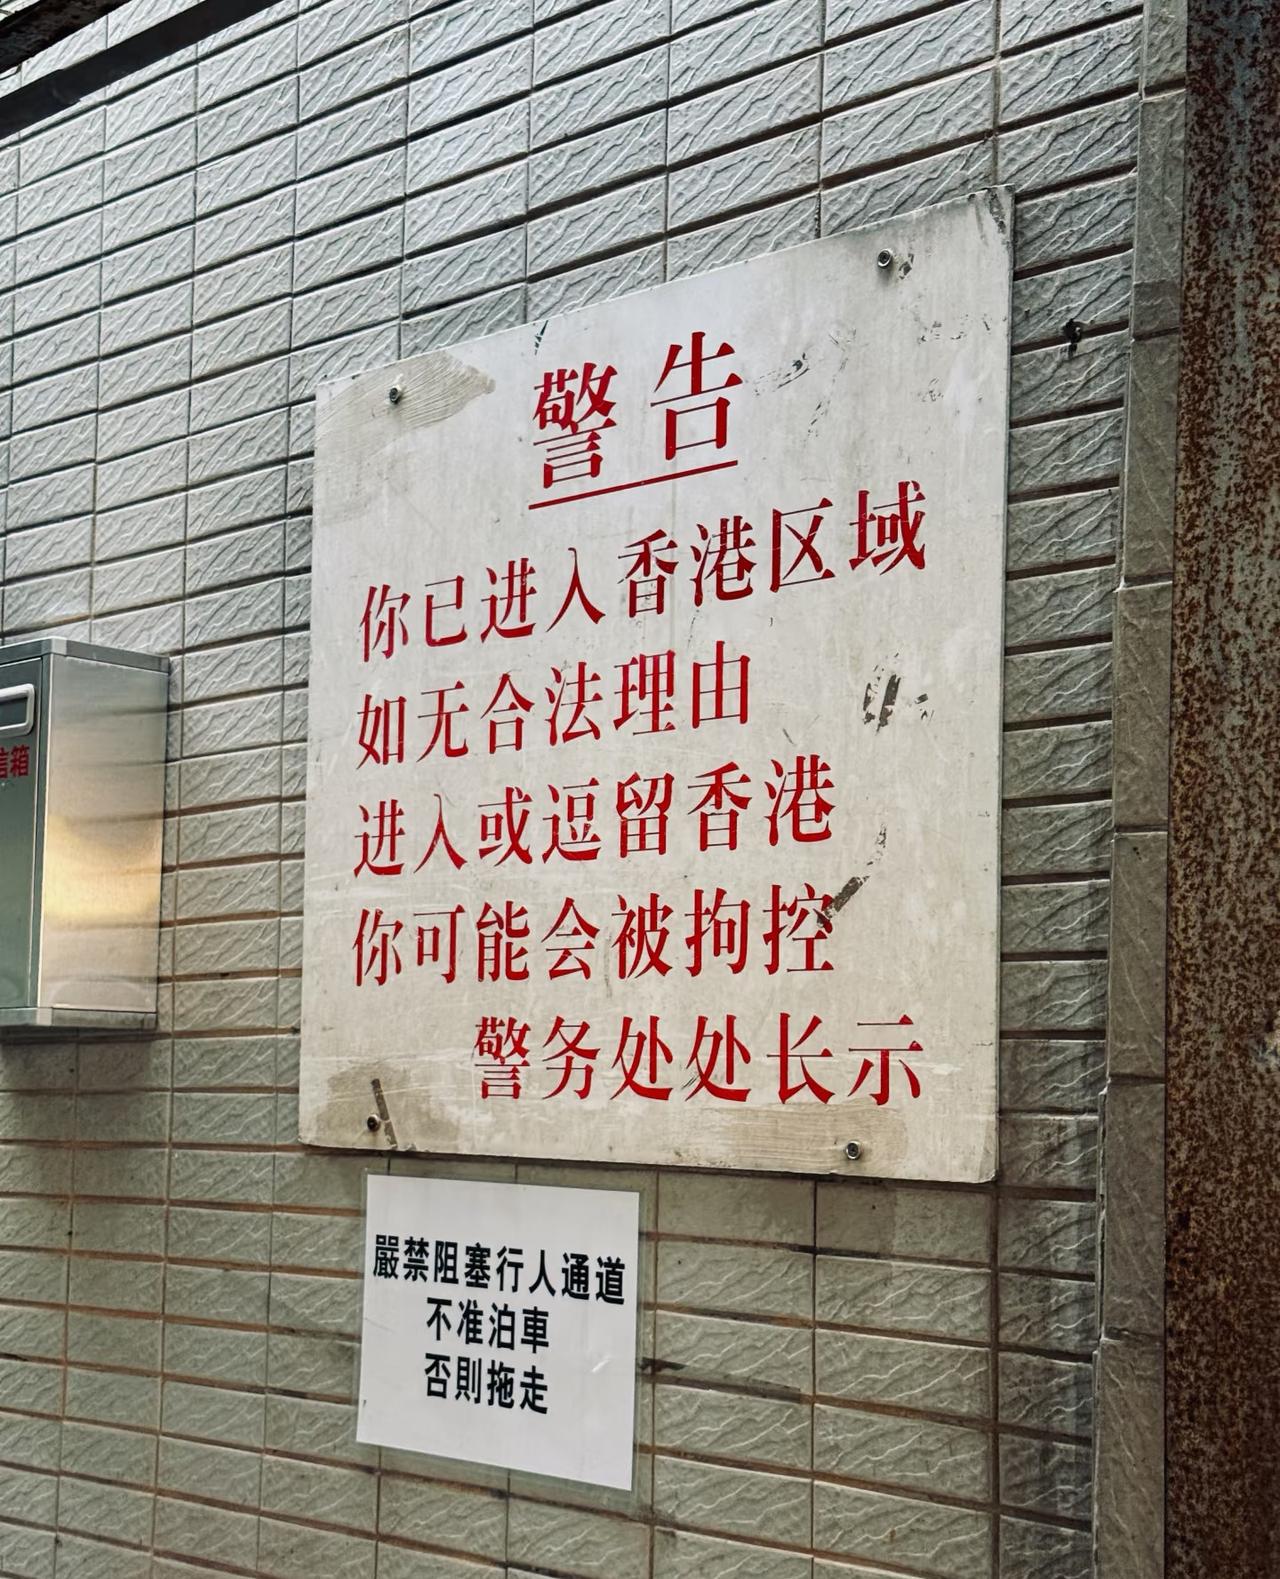 警告
你已进入香港区域
如无合法理由
进入或逗留香港
你可能会被拘控
警务处处长示
信箱
嚴禁阻塞行人通道
不准泊車
否則拖走